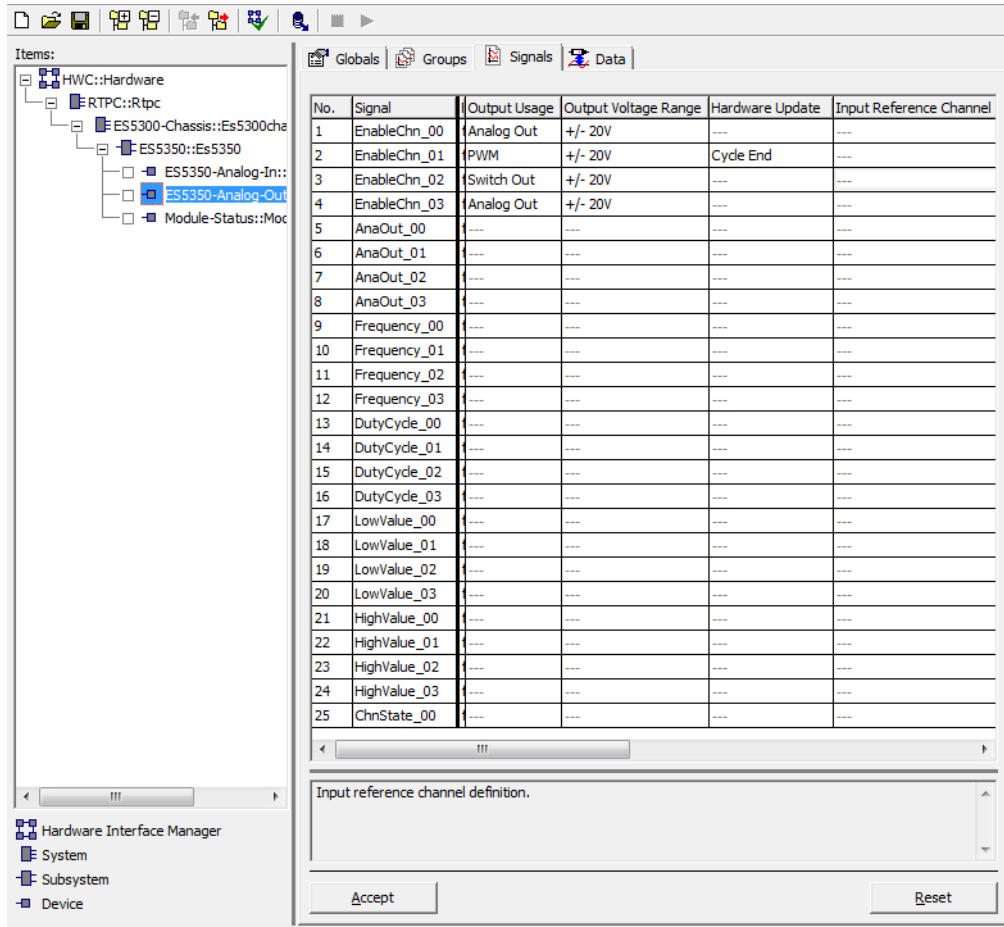 Items:
HWC::Hardware
RTPC::Rtpc
ES5300-Chassis::Es5300cha
ES5350::Es5350
ES5350-Analog-In::
ES5350-Analog-Out
Module-Status::Mod
Hardware Interface Manager
System
Subsystem
Device
Globals Groups Signals Data
No. Signal Output Usage Output Voltage Range Hardware Update Input Reference Channel
1 EnableChn_00 Analog Out +/- 20V --- ---
2 EnableChn_01 PWM +/- 20V Cycle End ---
3 EnableChn_02 Switch Out +/- 20V --- ---
4 EnableChn_03 Analog Out +/- 20V --- ---
5 AnaOut_00 --- --- --- ---
6 AnaOut_01 --- --- --- ---
7 AnaOut_02 --- --- --- ---
8 AnaOut_03 --- --- --- ---
9 Frequency_00 --- --- --- ---
10 Frequency_01 --- --- --- ---
11 Frequency_02 --- --- --- ---
12 Frequency_03 --- --- --- ---
13 DutyCycle_00 --- --- --- ---
14 DutyCycle_01 --- --- --- ---
15 DutyCycle_02 --- --- --- ---
16 DutyCycle_03 --- --- --- ---
17 LowValue_00 --- --- --- ---
18 LowValue_01 --- --- --- ---
19 LowValue_02 --- --- --- ---
20 LowValue_03 --- --- --- ---
21 HighValue_00 --- --- --- ---
22 HighValue_01 --- --- --- ---
23 HighValue_02 --- --- --- ---
24 HighValue_03 --- --- --- ---
25 ChnState_00 --- --- --- ---
Input reference channel definition.
Accept Reset